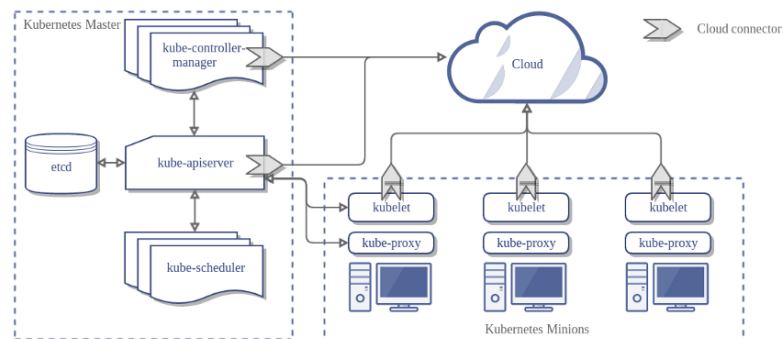 Kubernetes Master
kube-controller-
manager
Cloud
Cloud connector
etcd
kube-apiserver
kubelet
kubelet
kubelet
kube-proxy
kube-proxy
kube-proxy
kube-scheduler
Kubernetes Minions